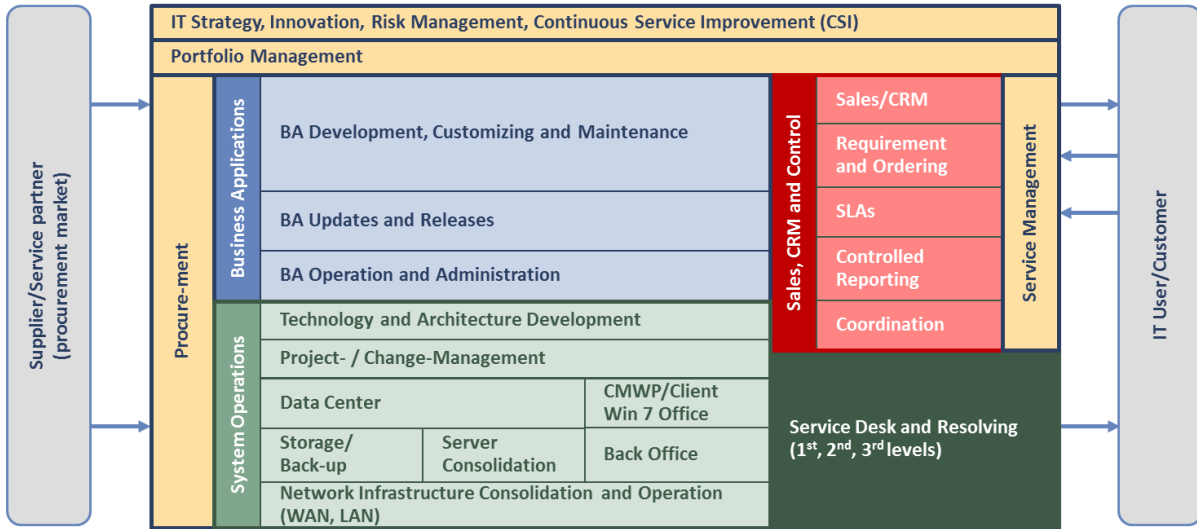 IT Strategy, Innovation, Risk Management, Continuous Service Improvement (CSI)
Portfolio Management
Supplier/Service partner
(procurement market)
Procure-ment
Business Applications
BA Development, Customizing and Maintenance
BA Updates and Releases
BA Operation and Administration
System Operations
Technology and Architecture Development
Project- / Change-Management
Data Center
CMWP/Client
Win 7 Office
Storage/
Back-up
Server
Consolidation
Back Office
Network Infrastructure Consolidation and Operation
(WAN, LAN)
Sales, CRM and Control
Sales/CRM
Requirement
and Ordering
SLAs
Controlled
Reporting
Coordination
Service Management
Service Desk and Resolving
(1st, 2nd, 3rd levels)
IT User/Customer